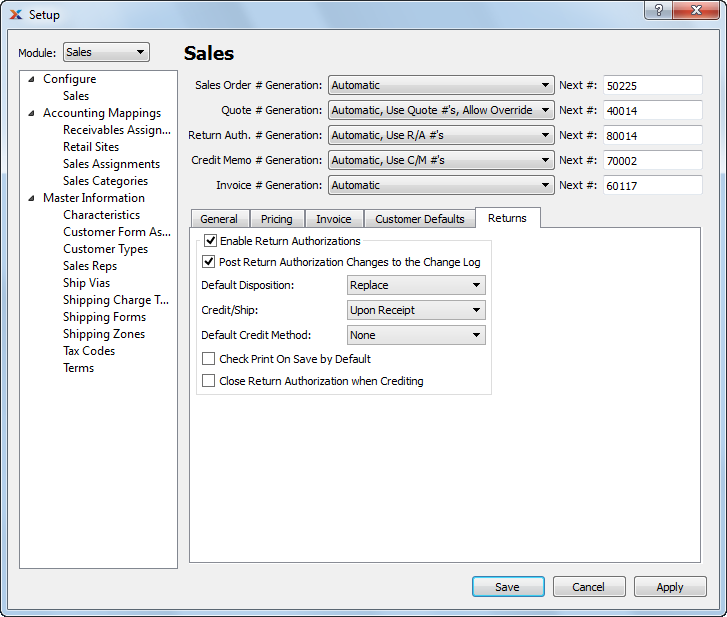 Setup
Module: Sales
Configure
Sales
Accounting Mappings
Receivables Assign...
Retail Sites
Sales Assignments
Sales Categories
Master Information
Characteristics
Customer Form As...
Customer Types
Sales Reps
Ship Vias
Shipping Charge T...
Shipping Forms
Shipping Zones
Tax Codes
Terms
Sales
Sales Order # Generation: Automatic Next #: 50225
Quote # Generation: Automatic, Use Quote #'s, Allow Override Next #: 40014
Return Auth. # Generation: Automatic, Use R/A #'s Next #: 80014
Credit Memo # Generation: Automatic, Use C/M #'s Next #: 70002
Invoice # Generation: Automatic Next #: 60117
General Pricing Invoice Customer Defaults Returns
Enable Return Authorizations
Post Return Authorization Changes to the Change Log
Default Disposition: Replace
Credit/Ship: Upon Receipt
Default Credit Method: None
Check Print On Save by Default
Close Return Authorization when Crediting
Save Cancel Apply